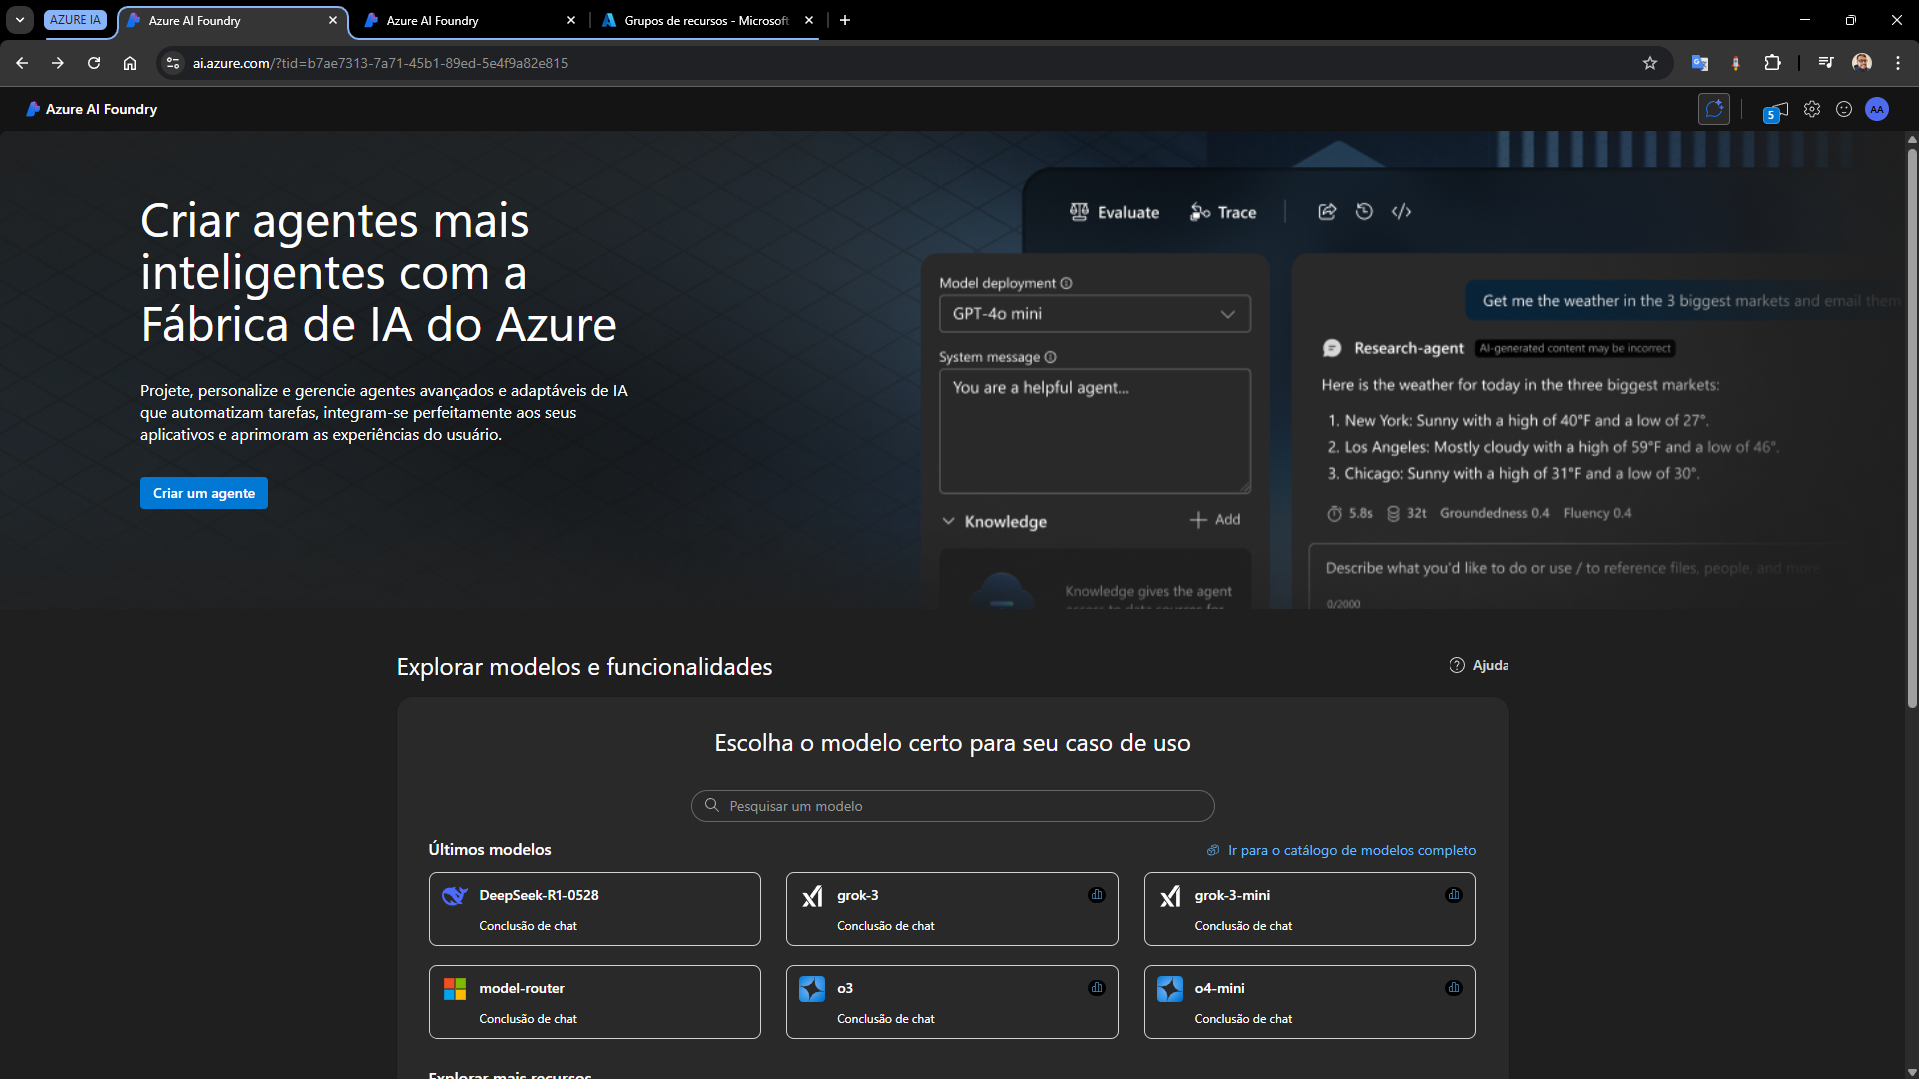 AZURE IA
Azure AI Foundry
Azure AI Foundry
Grupos de recursos - Microsoft
ai.azure.com/?tid=b7ae7313-7a71-45b1-89ed-5e4f9a82e815
Azure AI Foundry
5
AA
Criar agentes mais
inteligentes com a
Fábrica de IA do Azure
Projete, personalize e gerencie agentes avançados e adaptáveis de IA
que automatizam tarefas, integram-se perfeitamente aos seus
aplicativos e aprimoram as experiências do usuário.
Criar um agente
Evaluate
Trace
Model deployment
GPT-4o mini
System message
You are a helpful agent...
Knowledge
Add
Knowledge gives the agent
access to data sources for
Get me the weather in the 3 biggest markets and email them
Research-agent
AI-generated content may be incorrect
Here is the weather for today in the three biggest markets:
1. New York: Sunny with a high of 40°F and a low of 27°.
2. Los Angeles: Mostly cloudy with a high of 59°F and a low of 46°.
3. Chicago: Sunny with a high of 31°F and a low of 30°.
5.8s 32t Groundedness 0.4 Fluency 0.4
Describe what you'd like to do or use / to reference files, people, and more
0/2000
Explorar modelos e funcionalidades
Ajuda
Escolha o modelo certo para seu caso de uso
Pesquisar um modelo
Últimos modelos
Ir para o catálogo de modelos completo
DeepSeek-R1-0528
Conclusão de chat
grok-3
Conclusão de chat
grok-3-mini
Conclusão de chat
model-router
Conclusão de chat
o3
Conclusão de chat
o4-mini
Conclusão de chat
Explorar mais recursos